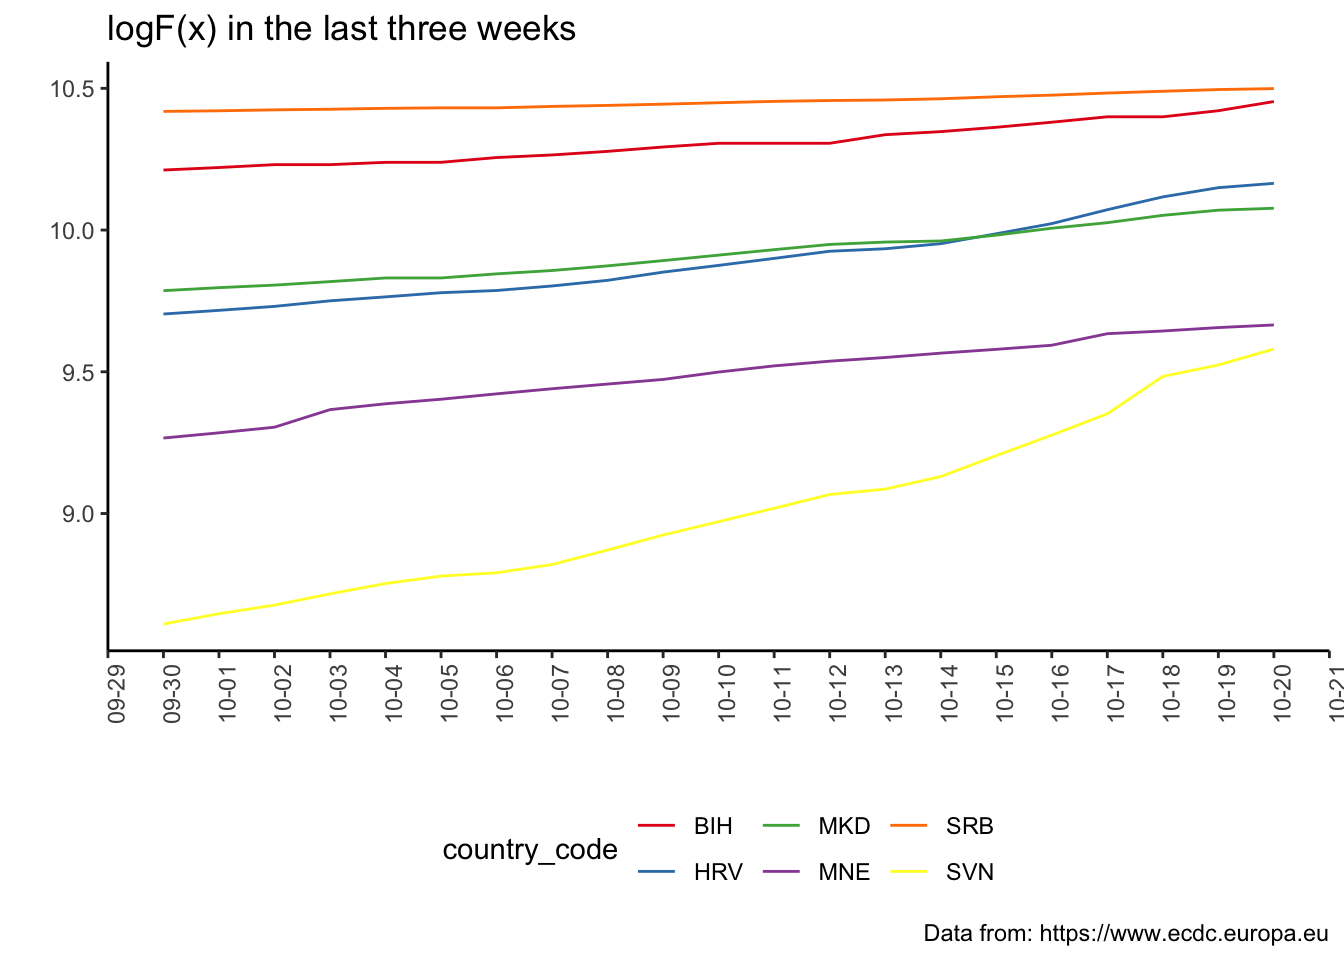 logF(x) in the last three weeks
10.5
10.0
9.5
9.0
09-29 09-30 10-01 10-02 10-03 10-04 10-05 10-06 10-07 10-08 10-09 10-10 10-11 10-12 10-13 10-14 10-15 10-16 10-17 10-18 10-19 10-20 10-21
country_code
BIH MKD SRB
HRV MNE SVN
Data from: https://www.ecdc.europa.eu